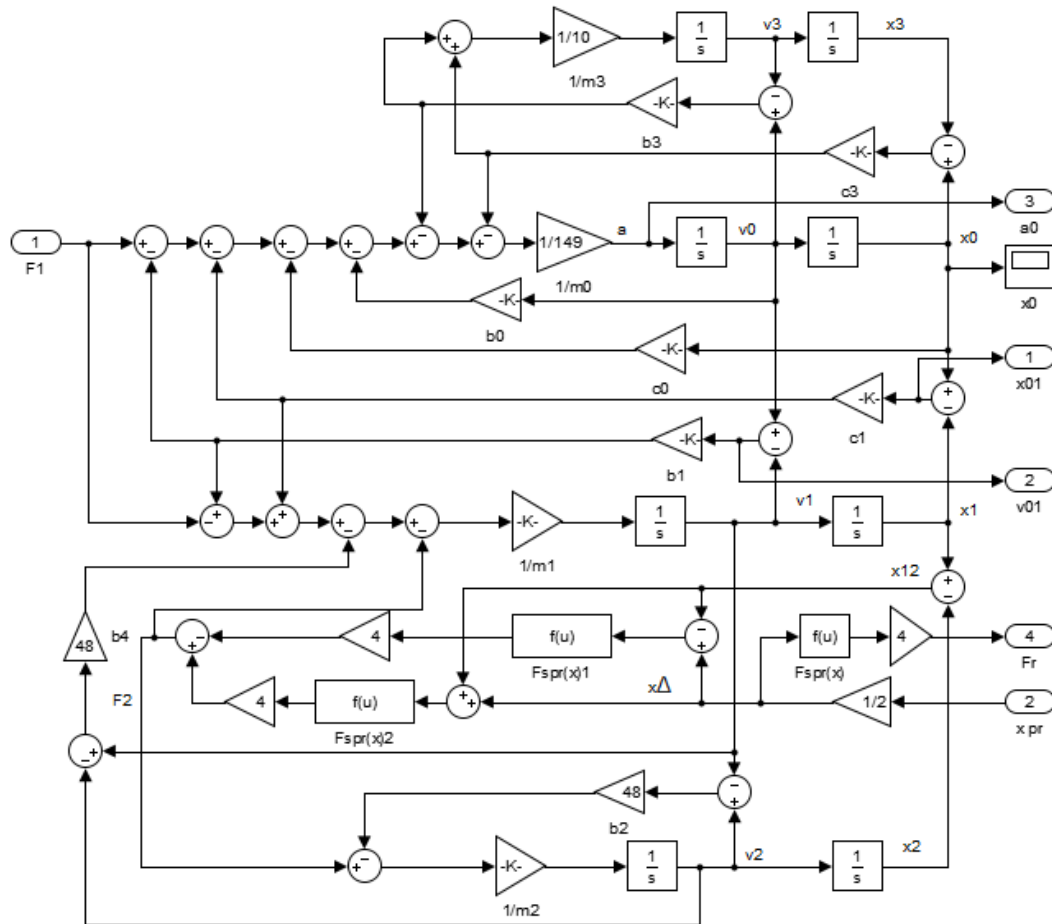 v3
x3
1/10
1
s
1
s
1/m3
-K-
b3
-K-
c3
3
a0
1
F1
1/149
a
1
s
v0
1
s
x0
x0
1/m0
-K-
b0
-K-
c0
-K-
c1
1
x01
-K-
b1
2
v01
-K-
1/m1
1
s
v1
1
s
x1
x12
48
b4
4
f(u)
Fspr(x)1
f(u)
Fspr(x)
4
4
Fr
F2
4
f(u)
Fspr(x)2
xΔ
1/2
2
x pr
48
b2
-K-
1/m2
1
s
v2
1
s
x2